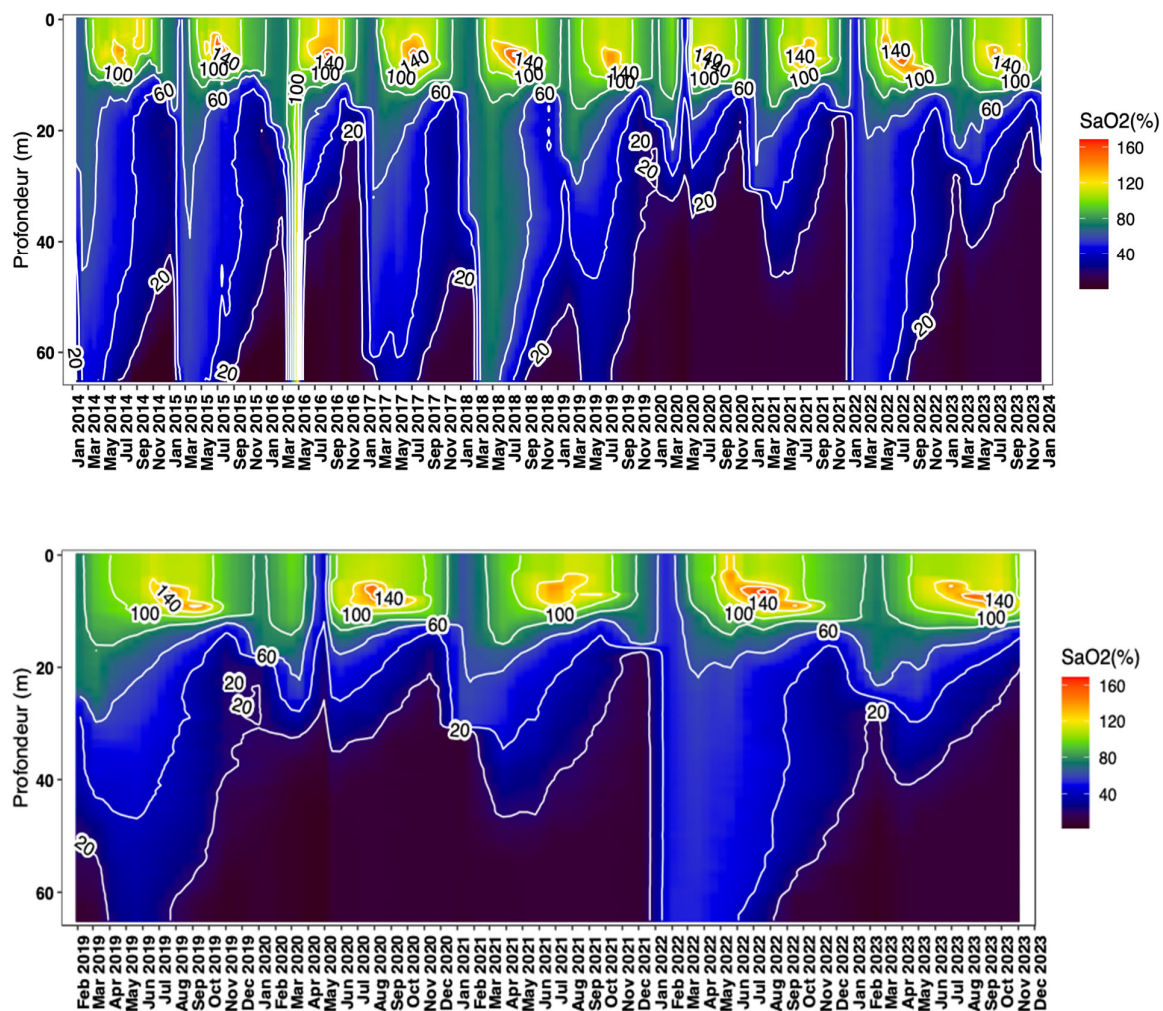 0
20
40
60
Profondeur (m)
100
140
100
140
100
140
100
100
140
100
140
100
140
100
140
100
140
100
140
100
140
100
60
60
60
60
60
60
20
20
20
20
20
20
20
20
20
20
20
SaO2(%)
160
120
80
40
Jan 2014
Mar 2014
May 2014
Jul 2014
Sep 2014
Nov 2014
Jan 2015
Mar 2015
May 2015
Jul 2015
Sep 2015
Nov 2015
Jan 2016
Mar 2016
May 2016
Jul 2016
Sep 2016
Nov 2016
Jan 2017
Mar 2017
May 2017
Jul 2017
Sep 2017
Nov 2017
Jan 2018
Mar 2018
May 2018
Jul 2018
Sep 2018
Nov 2018
Jan 2019
Mar 2019
May 2019
Jul 2019
Sep 2019
Nov 2019
Jan 2020
Mar 2020
May 2020
Jul 2020
Sep 2020
Nov 2020
Jan 2021
Mar 2021
May 2021
Jul 2021
Sep 2021
Nov 2021
Jan 2022
Mar 2022
May 2022
Jul 2022
Sep 2022
Nov 2022
Jan 2023
Mar 2023
May 2023
Jul 2023
Sep 2023
Nov 2023
Jan 2024
0
20
40
60
Profondeur (m)
140
100
140
100
100
140
100
140
100
60
60
60
20
20
20
20
20
SaO2(%)
160
120
80
40
Feb 2019
Mar 2019
Apr 2019
May 2019
Jun 2019
Jul 2019
Aug 2019
Sep 2019
Oct 2019
Nov 2019
Dec 2019
Jan 2020
Feb 2020
Mar 2020
Apr 2020
May 2020
Jun 2020
Jul 2020
Aug 2020
Sep 2020
Oct 2020
Nov 2020
Dec 2020
Jan 2021
Feb 2021
Mar 2021
Apr 2021
May 2021
Jun 2021
Jul 2021
Aug 2021
Sep 2021
Oct 2021
Nov 2021
Dec 2021
Jan 2022
Feb 2022
Mar 2022
Apr 2022
May 2022
Jun 2022
Jul 2022
Aug 2022
Sep 2022
Oct 2022
Nov 2022
Dec 2022
Jan 2023
Feb 2023
Mar 2023
Apr 2023
May 2023
Jun 2023
Jul 2023
Aug 2023
Sep 2023
Oct 2023
Nov 2023
Dec 2023